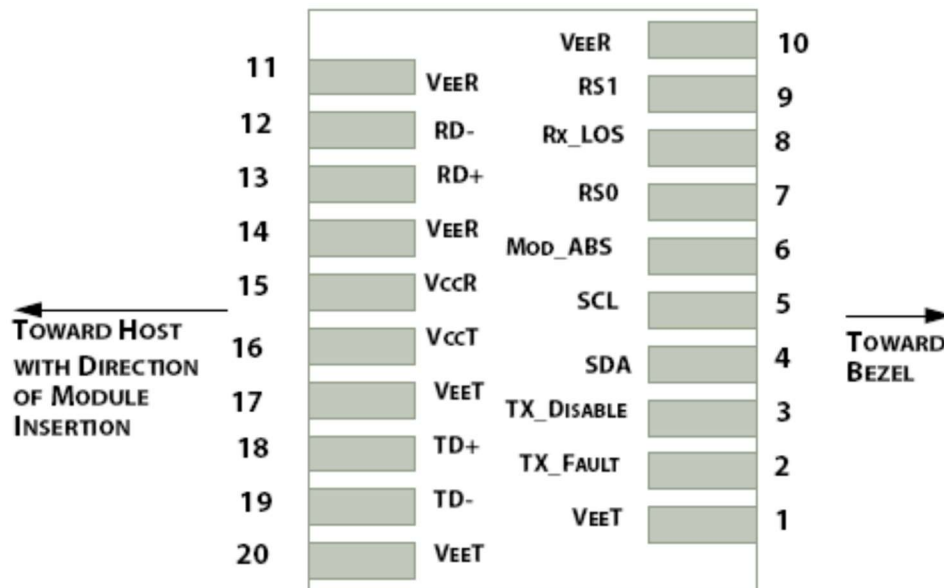 11 VEER
12 RD-
13 RD+
14 VEER
15 VCCR
16 VCCT
17 VEET
18 TD+
19 TD-
20 VEET
VEER 10
RS1 9
RX_LOS 8
RS0 7
MOD_ABS 6
SCL 5
SDA 4
TX_DISABLE 3
TX_FAULT 2
VEET 1
TOWARD HOST
WITH DIRECTION
OF MODULE
INSERTION
TOWARD
BEZEL